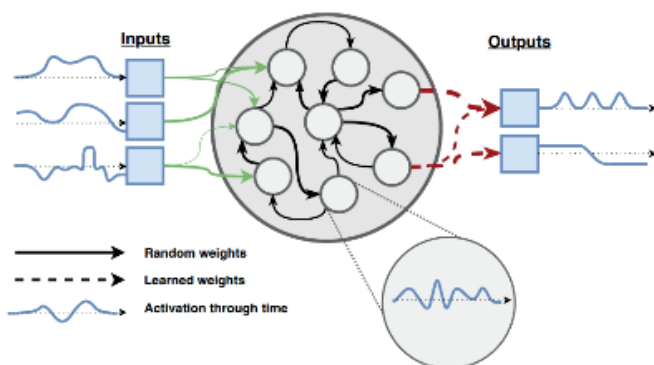 Inputs
Outputs
Random weights
Learned weights
Activation through time